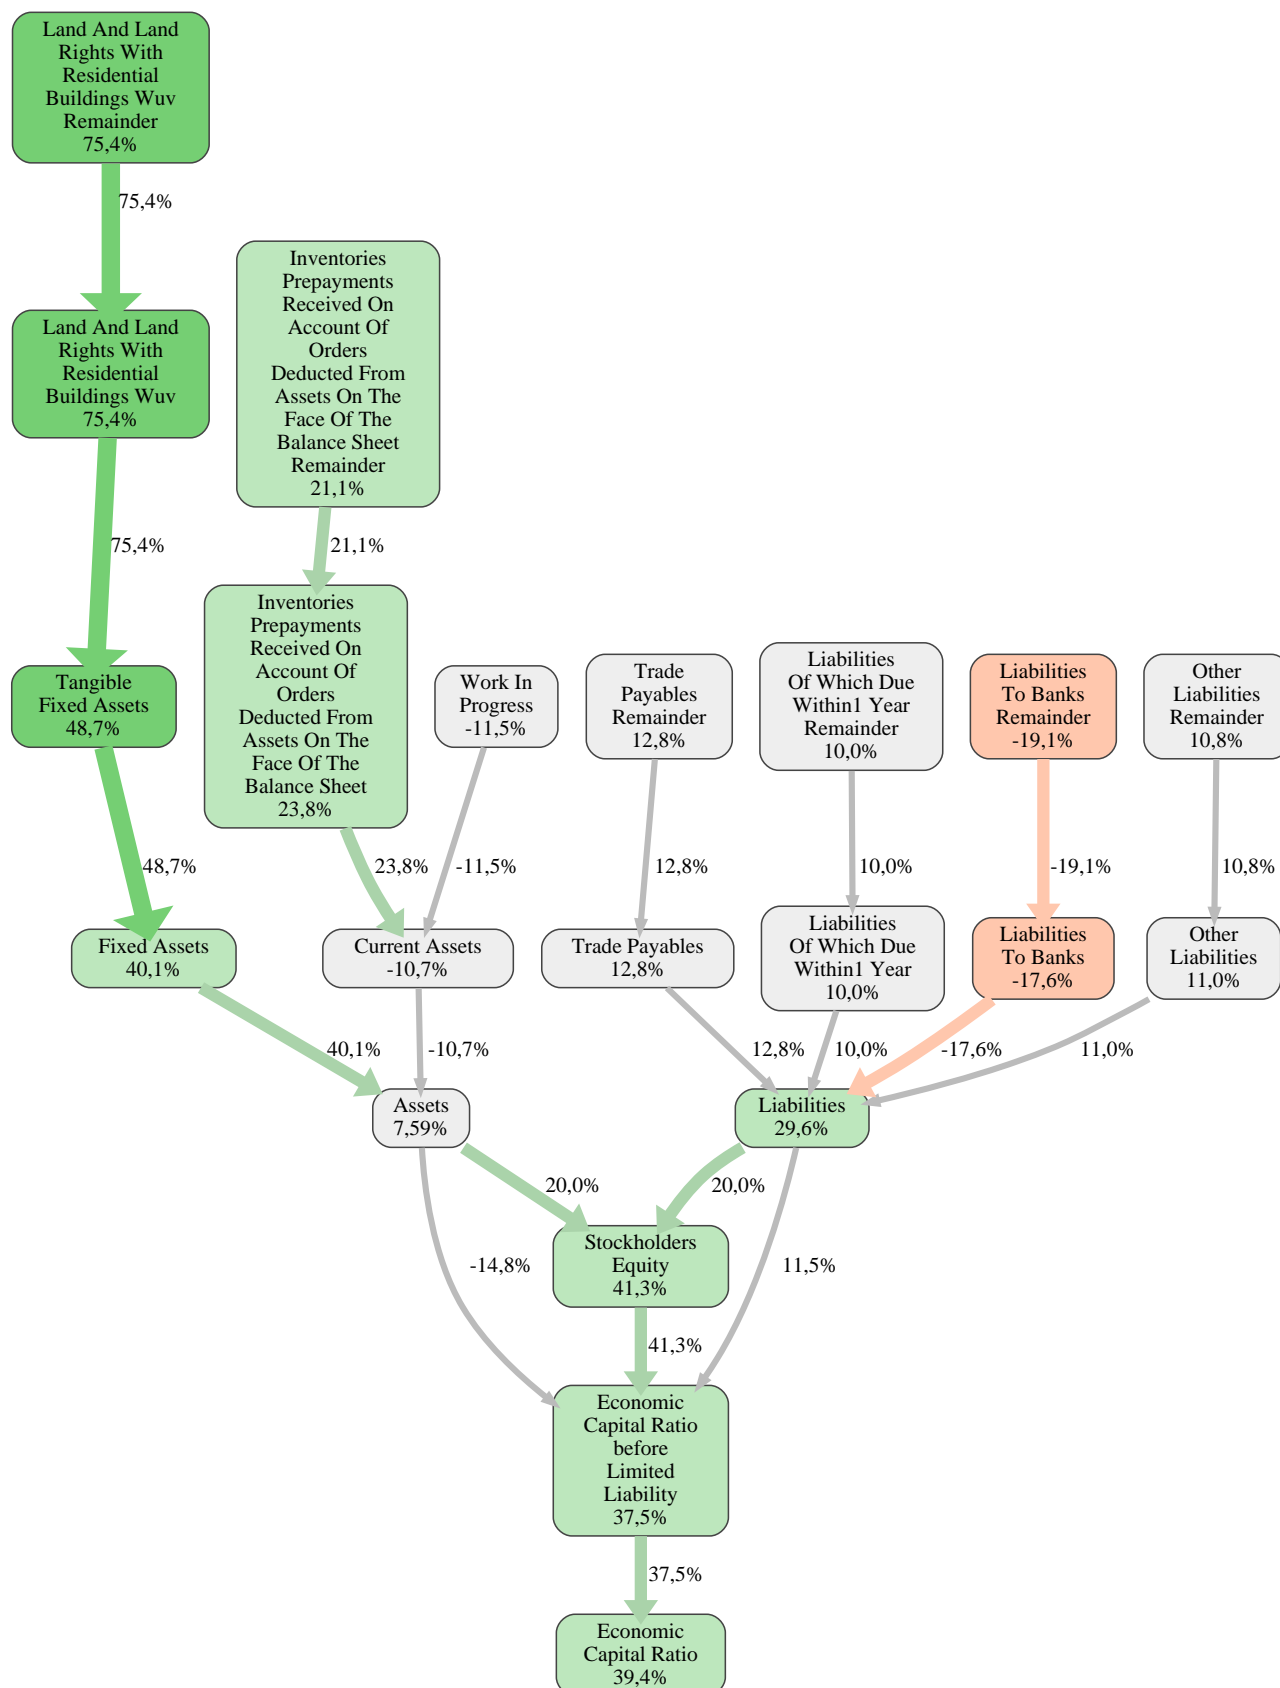 Land And Land
Rights With
Residential
Buildings Wuv
Remainder
75,4%
75,4%
Inventories
Prepayments
Received On
Account Of
Orders
Deducted From
Assets On The
Face Of The
Balance Sheet
Remainder
21,1%
Land And Land
Rights With
Residential
Buildings Wuv
75,4%
75,4%
21,1%
Inventories
Prepayments
Received On
Account Of
Orders
Deducted From
Assets On The
Face Of The
Balance Sheet
23,8%
Tangible
Fixed Assets
48,7%
Work In
Progress
-11,5%
Trade
Payables
Remainder
12,8%
Liabilities
Of Which Due
Within1 Year
Remainder
10,0%
Liabilities
To Banks
Remainder
-19,1%
Other
Liabilities
Remainder
10,8%
48,7%
23,8%
-11,5%
12,8%
10,0%
-19,1%
10,8%
Fixed Assets
40,1%
Current Assets
-10,7%
Trade Payables
12,8%
Liabilities
Of Which Due
Within1 Year
10,0%
Liabilities
To Banks
-17,6%
Other
Liabilities
11,0%
40,1%
-10,7%
12,8%
10,0%
-17,6%
11,0%
Assets
7,59%
Liabilities
29,6%
20,0%
20,0%
-14,8%
Stockholders
Equity
41,3%
11,5%
41,3%
Economic
Capital Ratio
before
Limited
Liability
37,5%
37,5%
Economic
Capital Ratio
39,4%